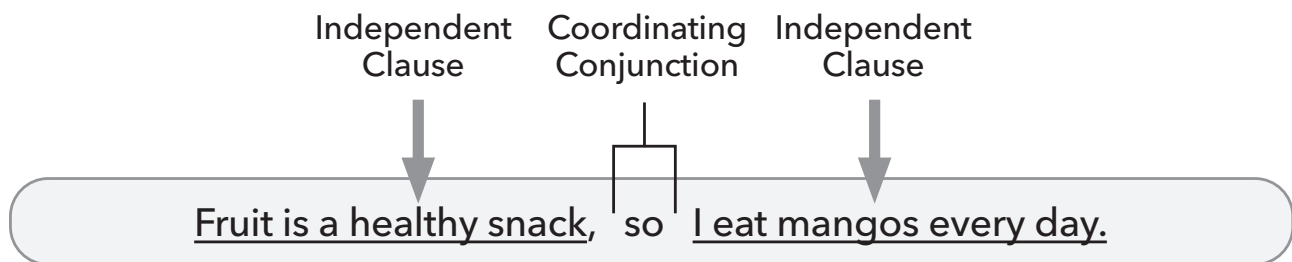 Independent Clause
Coordinating Conjunction
Independent Clause
Fruit is a healthy snack, so I eat mangos every day.